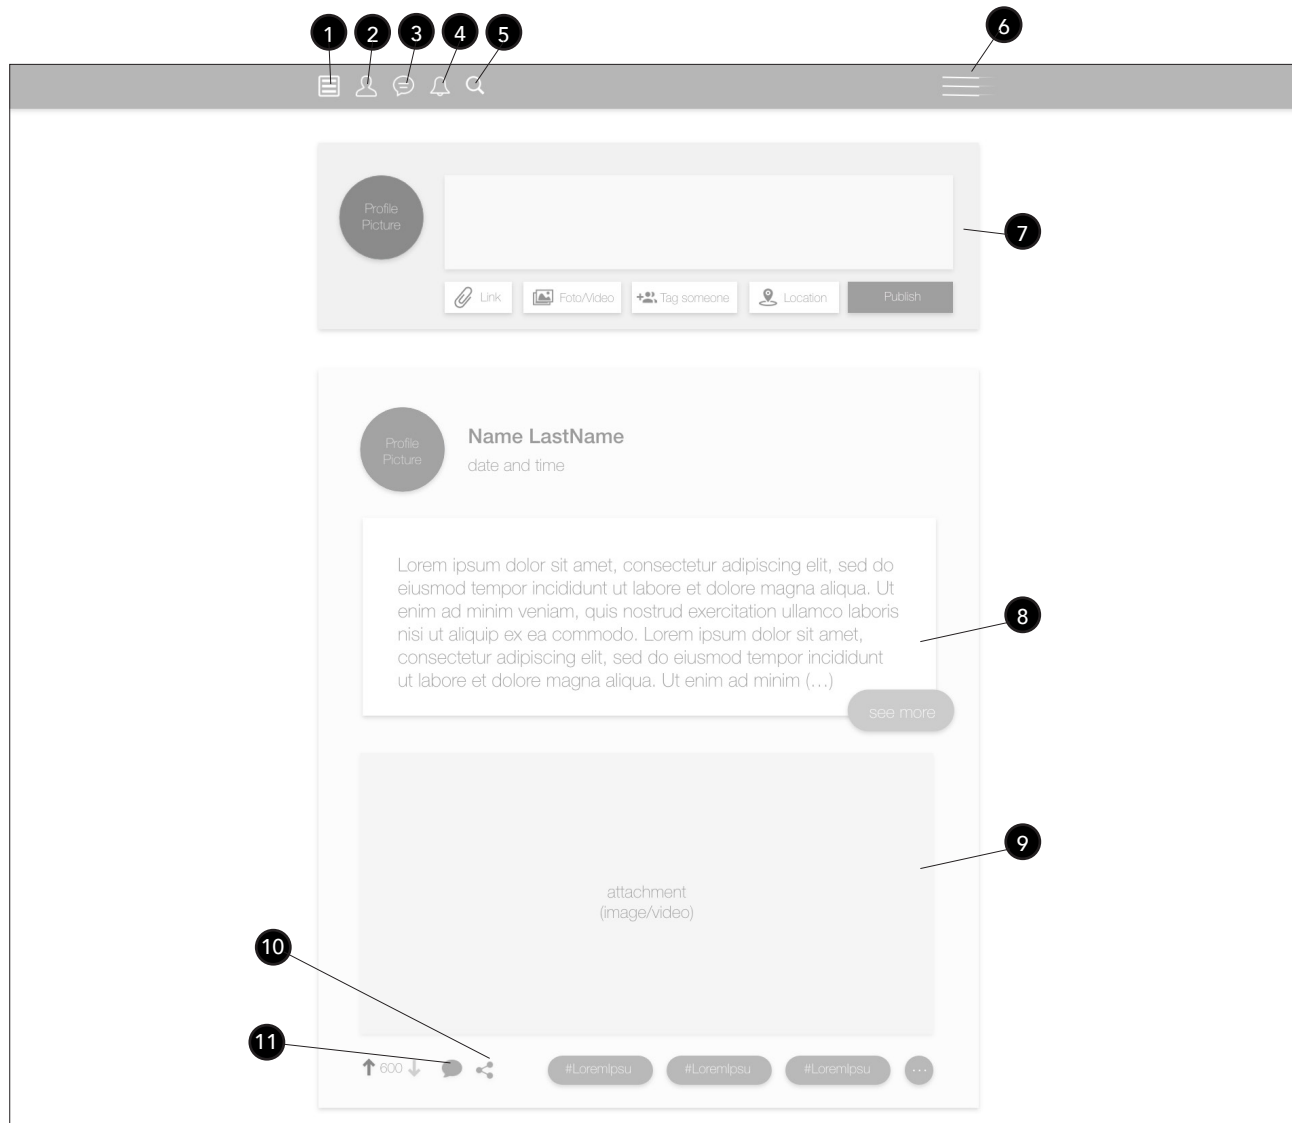 1 2 3 4 5 6
Profile
Picture
7
Link Foto/Video Tag someone Location Publish
Profile
Picture
Name LastName
date and time
Lorem ipsum dolor sit amet, consectetur adipiscing elit, sed do
eiusmod tempor incididunt ut labore et dolore magna aliqua. Ut
enim ad minim veniam, quis nostrud exercitation ullamco laboris
nisi ut aliquip ex ea commodo. Lorem ipsum dolor sit amet,
consectetur adipiscing elit, sed do eiusmod tempor incididunt
ut labore et dolore magna aliqua. Ut enim ad minim (...)
8
see more
9
attachment
(image/video)
10
11
600
#LoremIpsu #LoremIpsu #LoremIpsu ...